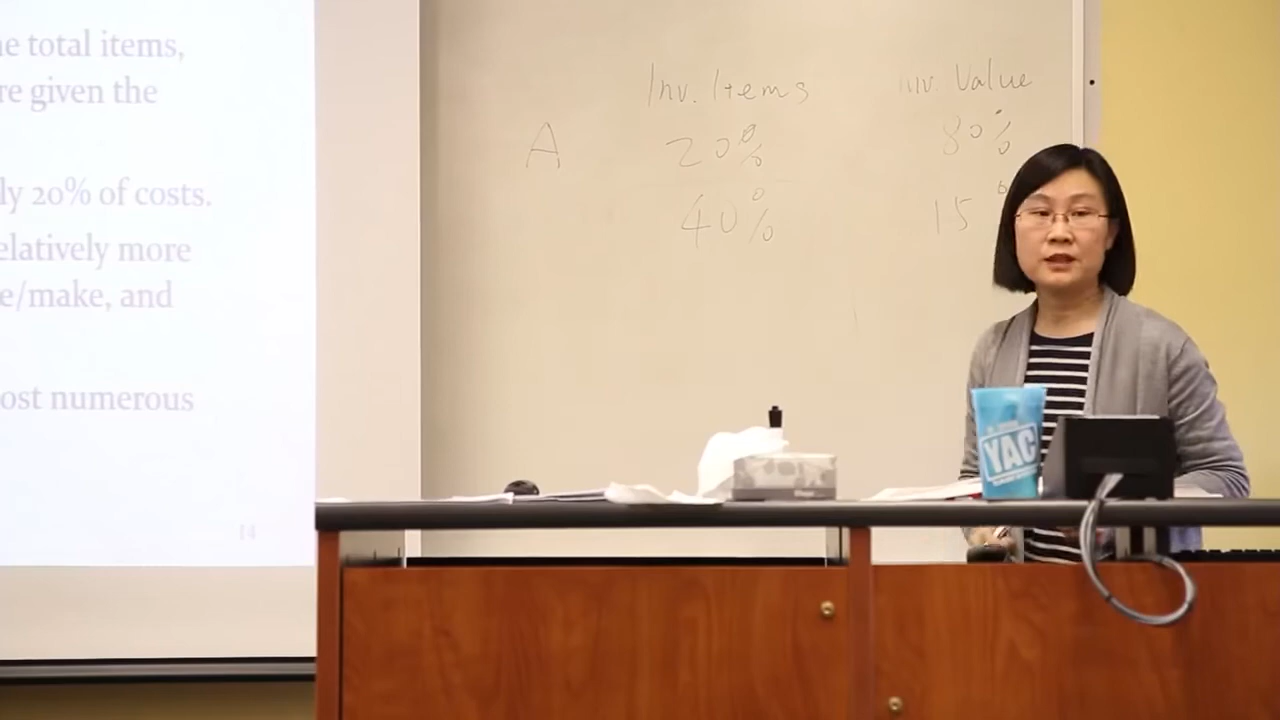 e total items,
re given the
ly 20% of costs.
elatively more
e/make, and
ost numerous
14
Inv. Items Inv. Value
A 20% 80%
40% 15
YAC